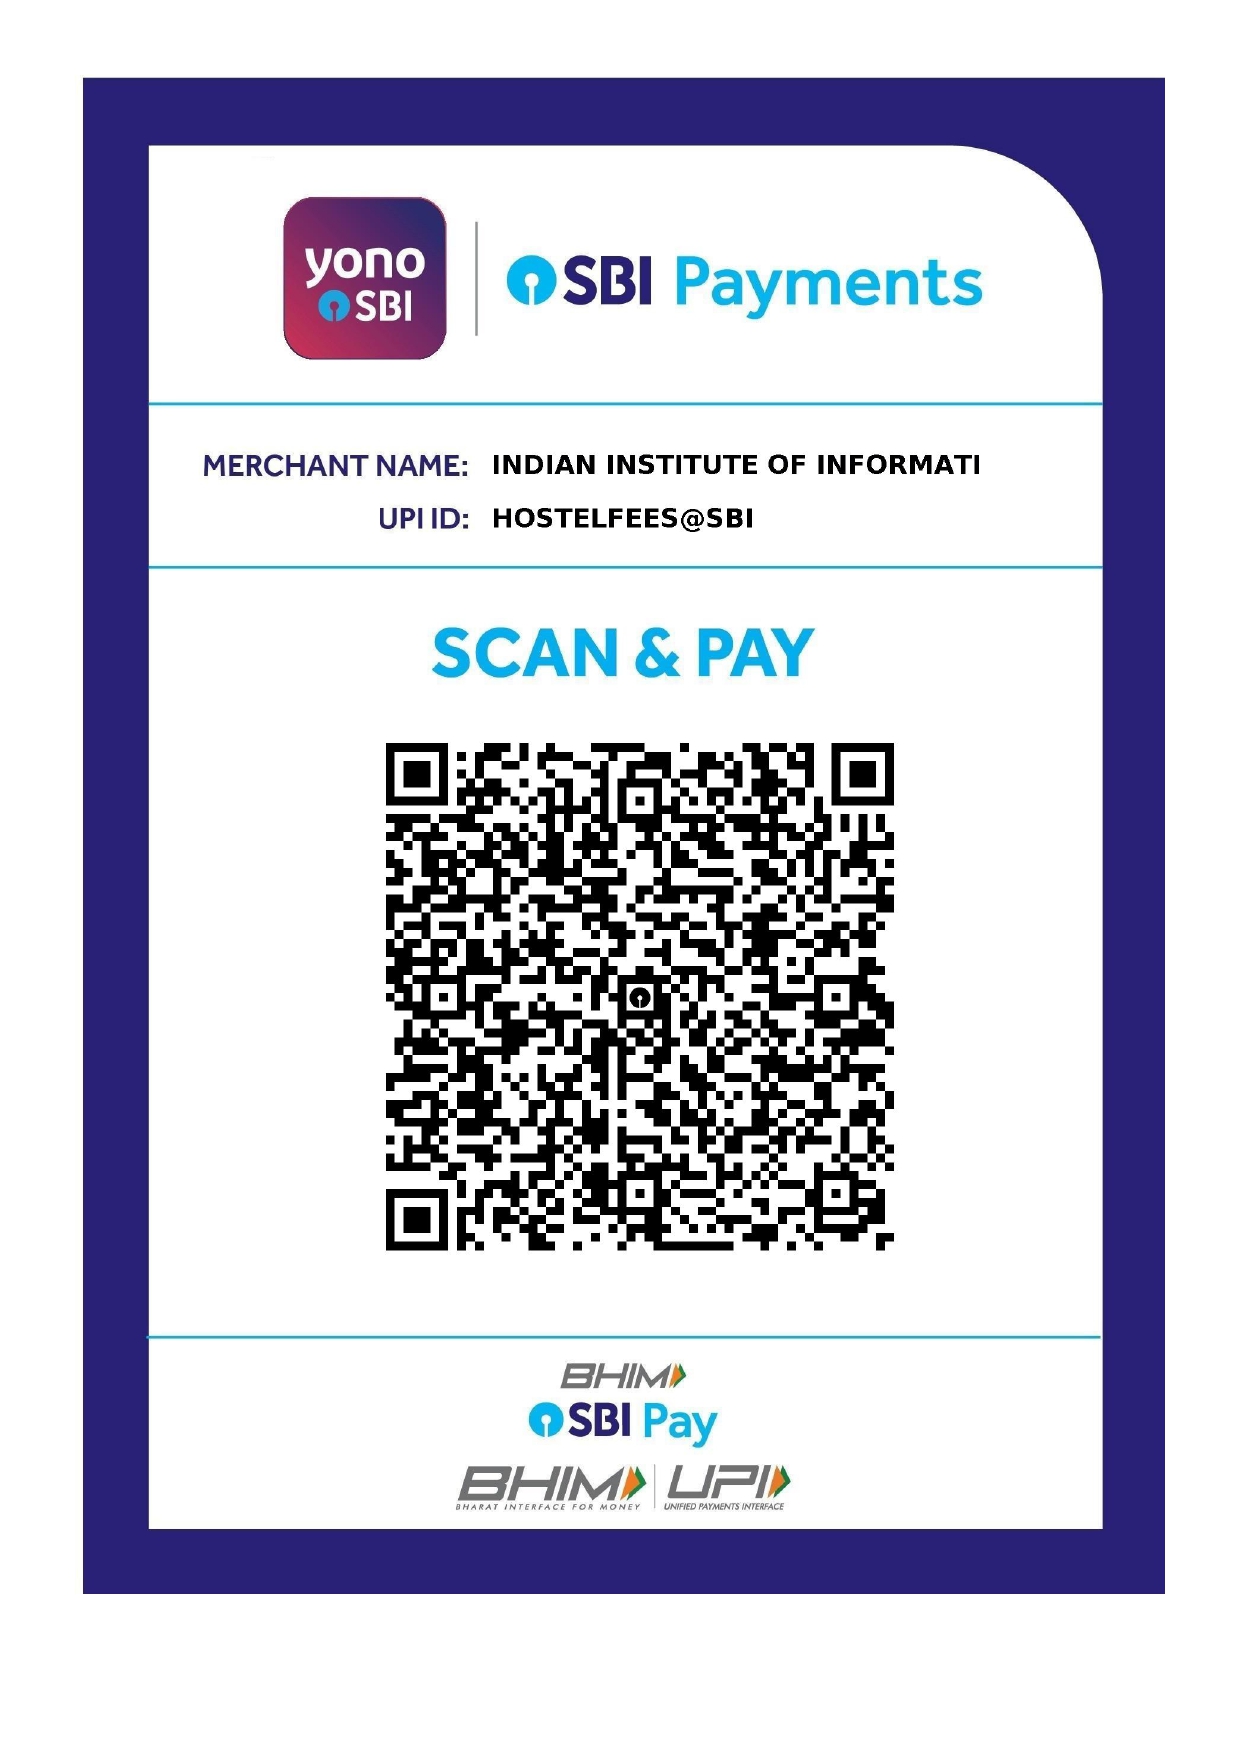 yono
SBI
SBI Payments
MERCHANT NAME: INDIAN INSTITUTE OF INFORMATI
UPI ID: HOSTELFEES@SBI
SCAN & PAY
BHIM
SBI Pay
BHIM UPI
BHARAT INTERFACE FOR MONEY UNIFIED PAYMENTS INTERFACE